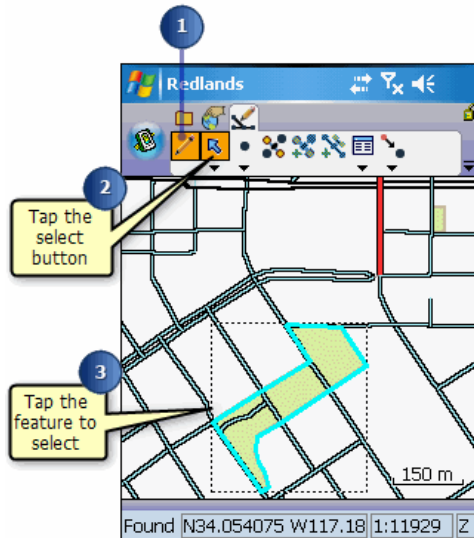 1
Redlands
2
Tap the
select
button
3
Tap the
feature to
select
150 m
Found N34.054075 W117.18 1:11929 Z